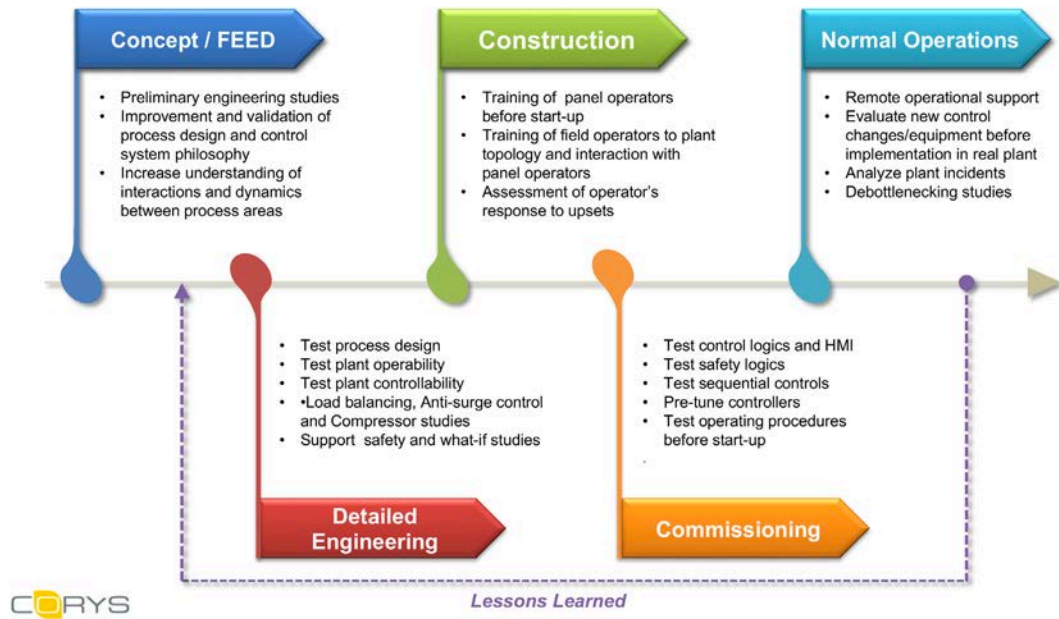 Concept / FEED
• Preliminary engineering studies
• Improvement and validation of
process design and control
system philosophy
• Increase understanding of
interactions and dynamics
between process areas
Construction
• Training of panel operators
before start-up
• Training of field operators to plant
topology and interaction with
panel operators
• Assessment of operator's
response to upsets
Normal Operations
• Remote operational support
• Evaluate new control
changes/equipment before
implementation in real plant
• Analyze plant incidents
• Debottlenecking studies
• Test process design
• Test plant operability
• Test plant controllability
• •Load balancing, Anti-surge control
and Compressor studies
• Support safety and what-if studies
Detailed
Engineering
• Test control logics and HMI
• Test safety logics
• Test sequential controls
• Pre-tune controllers
• Test operating procedures
before start-up
.
Commissioning
Lessons Learned
CORYS